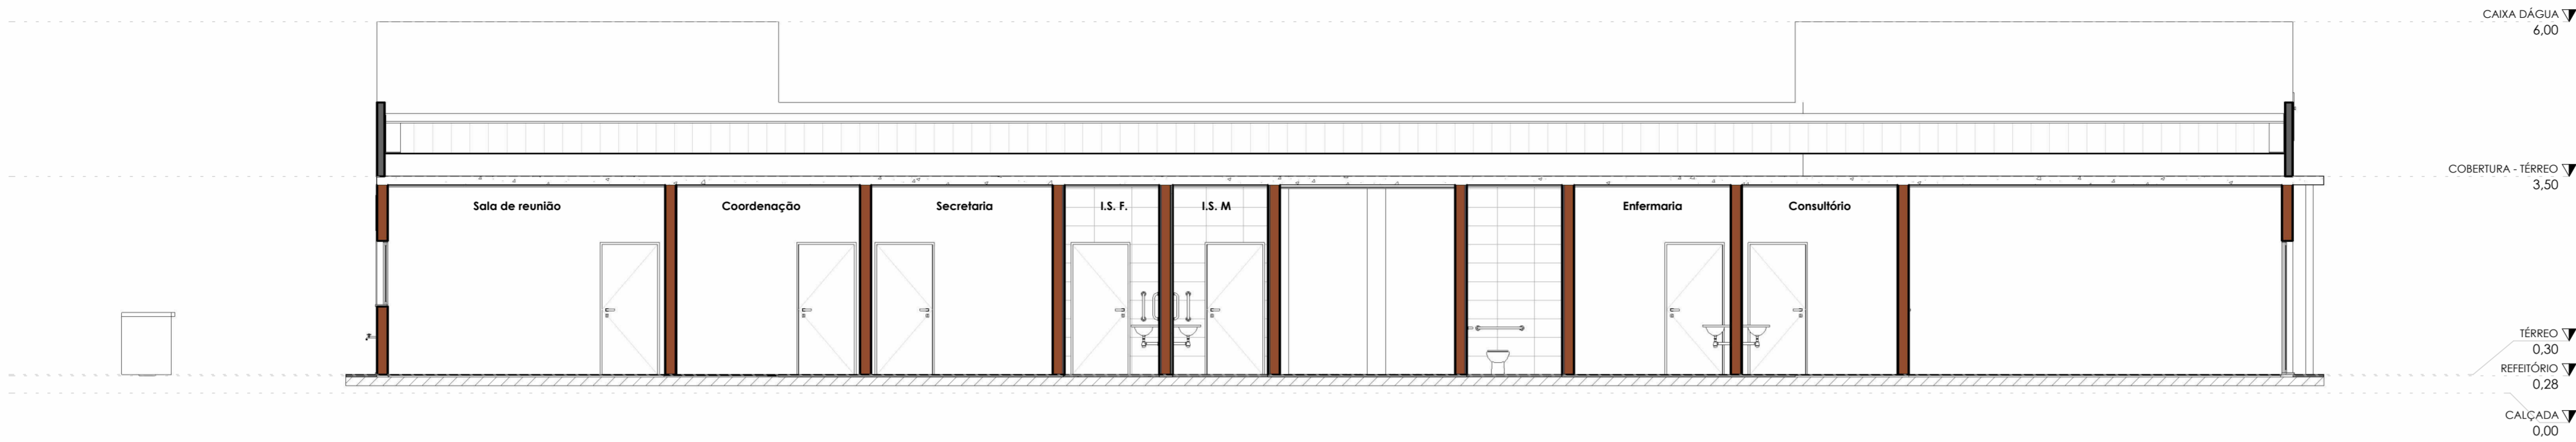 CAIXA DÁGUA
6,00
COBERTURA - TÉRREO
3,50
Sala de reunião
Coordenação
Secretaria
I.S. F.
I.S. M
Enfermaria
Consultório
TÉRREO
0,30
REFEITÓRIO
0,28
CALÇADA
0,00